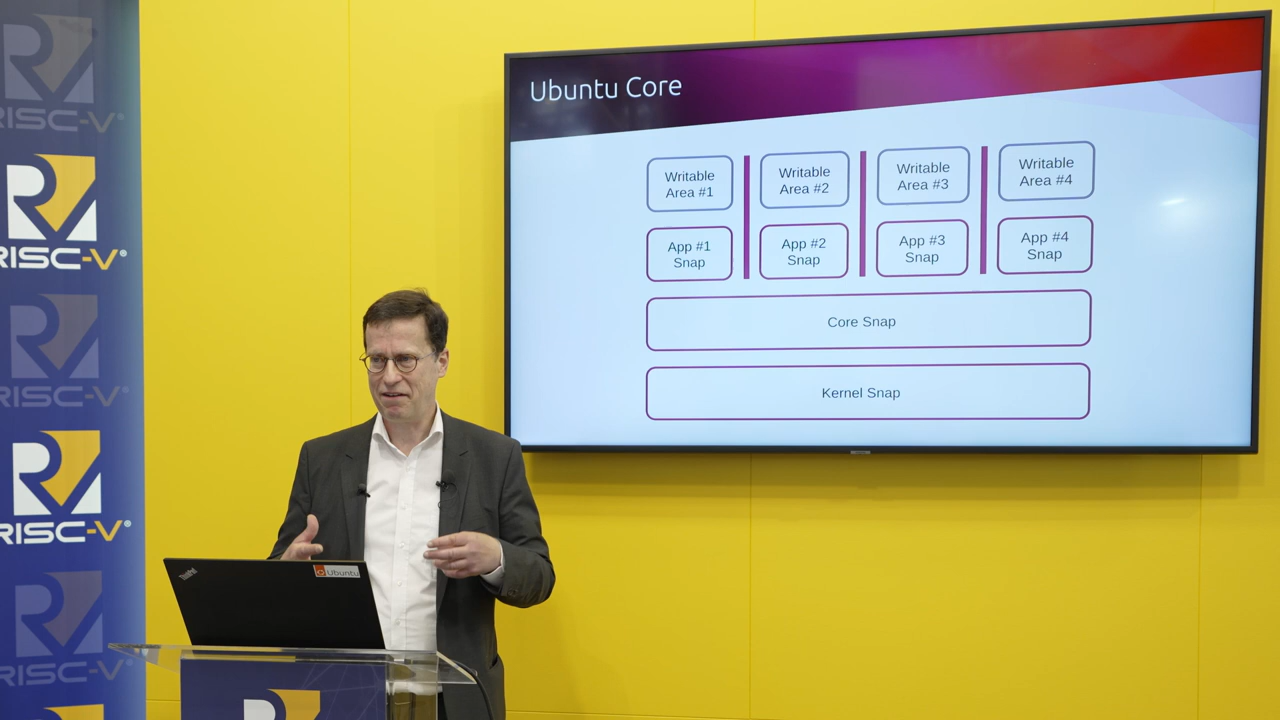 RISC-V®
RISC-V®
RISC-V®
RISC-V®
RISC-V
ThinkPad
Ubuntu
Ubuntu Core
Writable
Area #1
Writable
Area #2
Writable
Area #3
Writable
Area #4
App #1
Snap
App #2
Snap
App #3
Snap
App #4
Snap
Core Snap
Kernel Snap